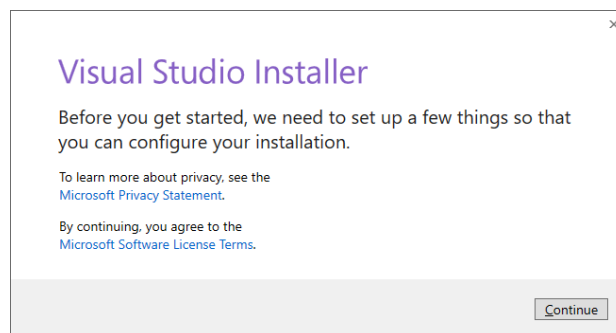 Visual Studio Installer
Before you get started, we need to set up a few things so that
you can configure your installation.
To learn more about privacy, see the
Microsoft Privacy Statement.
By continuing, you agree to the
Microsoft Software License Terms.
Continue